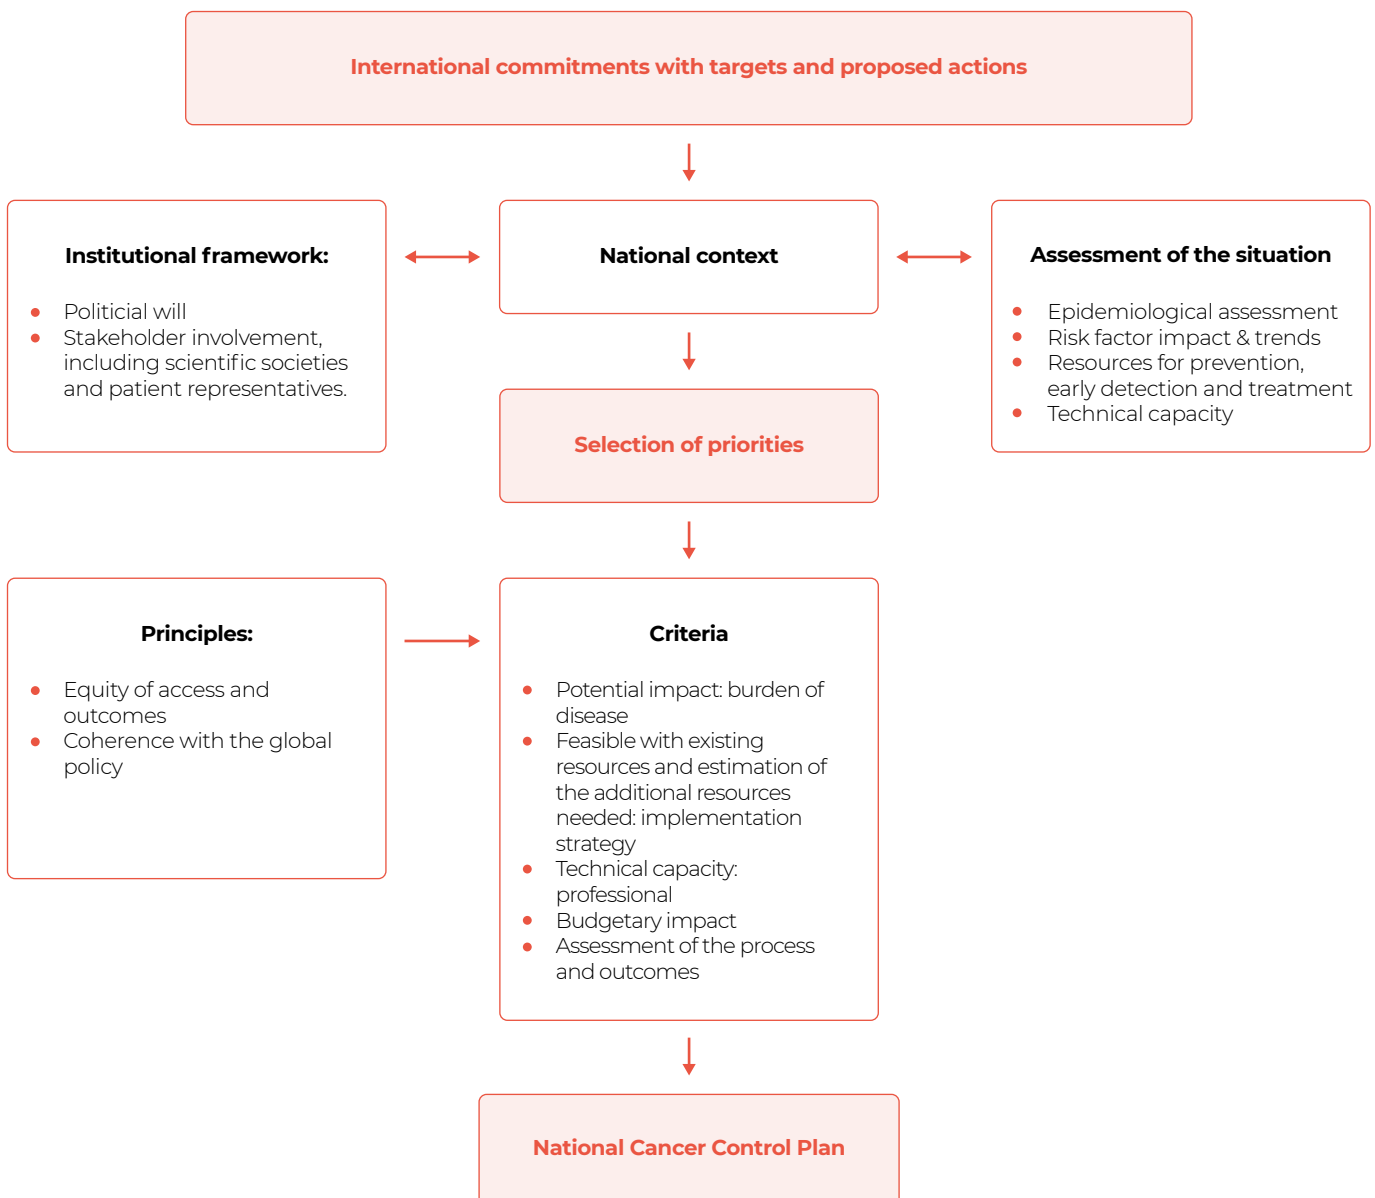 International commitments with targets and proposed actions
Institutional framework:
Politicial will
Stakeholder involvement,
including scientific societies
and patient representatives.
National context
Assessment of the situation
Epidemiological assessment
Risk factor impact & trends
Resources for prevention,
early detection and treatment
Technical capacity
Selection of priorities
Principles:
Equity of access and
outcomes
Coherence with the global
policy
Criteria
Potential impact: burden of
disease
Feasible with existing
resources and estimation of
the additional resources
needed: implementation
strategy
Technical capacity:
professional
Budgetary impact
Assessment of the process
and outcomes
National Cancer Control Plan